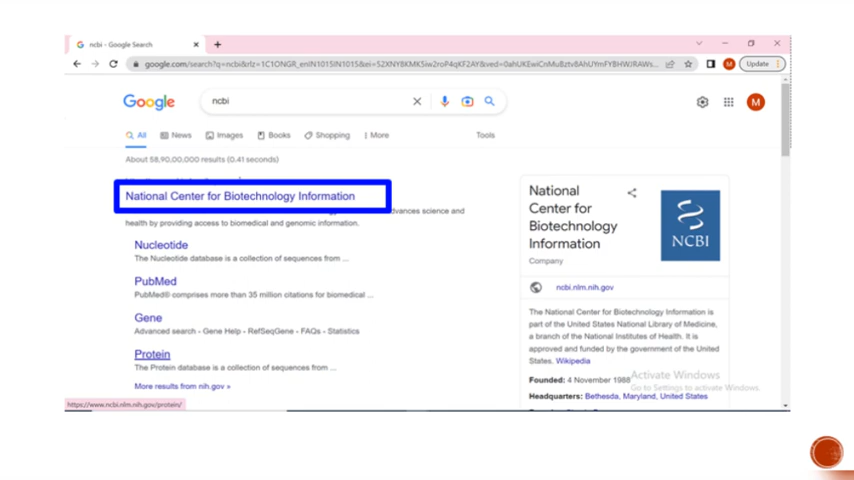 ncbi - Google Search
google.com/search?q=ncbi&rlz=1C1ONGR_enIN1015IN1015&ei=
Update
M
Google
ncbi
M
All
News
Images
Books
Shopping
More
Tools
About 58,90,00,000 results (0.41 seconds)
National Center for Biotechnology Information
advances science and
health by providing access to biomedical and genomic information.
Nucleotide
The Nucleotide database is a collection of sequences from ...
PubMed
PubMed® comprises more than 35 million citations for biomedical ...
Gene
Advanced search - Gene Help - RefSeqGene - FAQs - Statistics
Protein
The Protein database is a collection of sequences from ...
More results from nih.gov »
https://www.ncbi.nlm.nih.gov/protein/
National
Center for
Biotechnology
Information
Company
NCBI
ncbi.nlm.nih.gov
The National Center for Biotechnology Information is
part of the United States National Library of Medicine,
a branch of the National Institutes of Health. It is
approved and funded by the government of the United
States. Wikipedia
Founded: 4 November 1988
Headquarters: Bethesda, Maryland, United States
Activate Windows
Go to Settings to activate Windows.